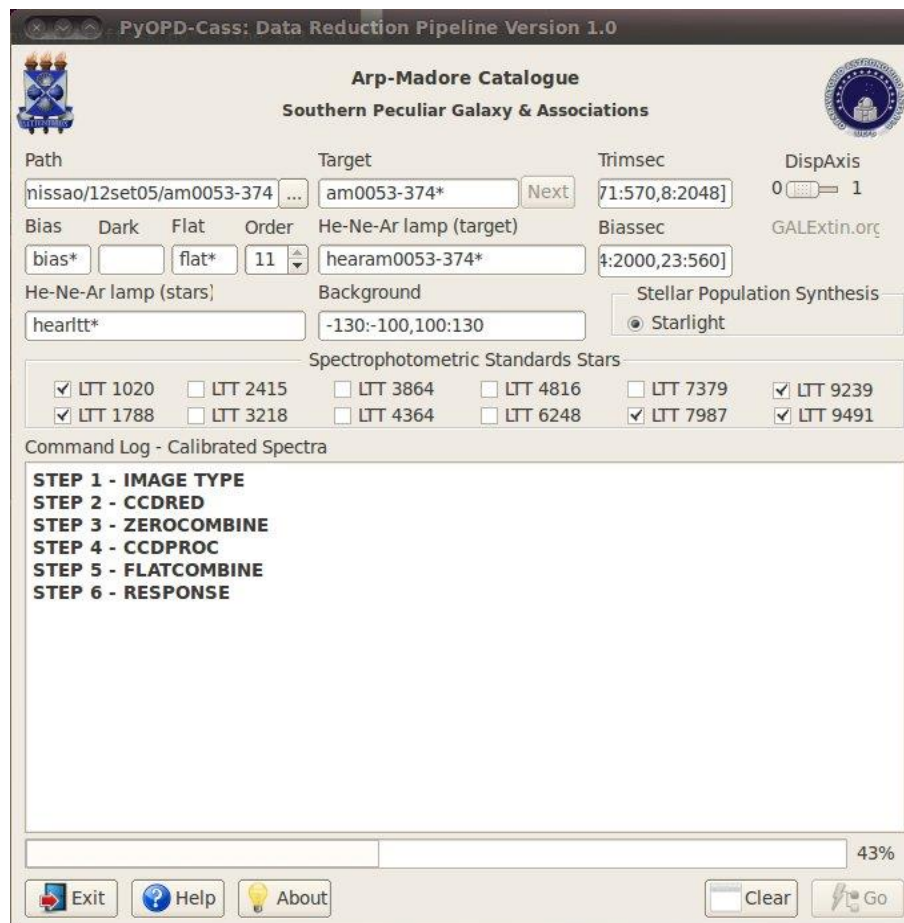 PyOPD-Cass: Data Reduction Pipeline Version 1.0
Arp-Madore Catalogue
Southern Peculiar Galaxy & Associations
Path Target Trimsec DispAxis
missao/12set05/am0053-374 ... am0053-374* Next 71:570,8:2048] 0 1
Bias Dark Flat Order He-Ne-Ar lamp (target) Biassec GALExtin.org
bias* flat* 11 hearam0053-374* 4:2000,23:560]
He-Ne-Ar lamp (stars) Background Stellar Population Synthesis
hearltt* -130:-100,100:130 Starlight
Spectrophotometric Standards Stars
LTT 1020 LTT 2415 LTT 3864 LTT 4816 LTT 7379 LTT 9239
LTT 1788 LTT 3218 LTT 4364 LTT 6248 LTT 7987 LTT 9491
Command Log - Calibrated Spectra
STEP 1 - IMAGE TYPE
STEP 2 - CCDRED
STEP 3 - ZEROCOMBINE
STEP 4 - CCDPROC
STEP 5 - FLATCOMBINE
STEP 6 - RESPONSE
43%
Exit Help About Clear Go